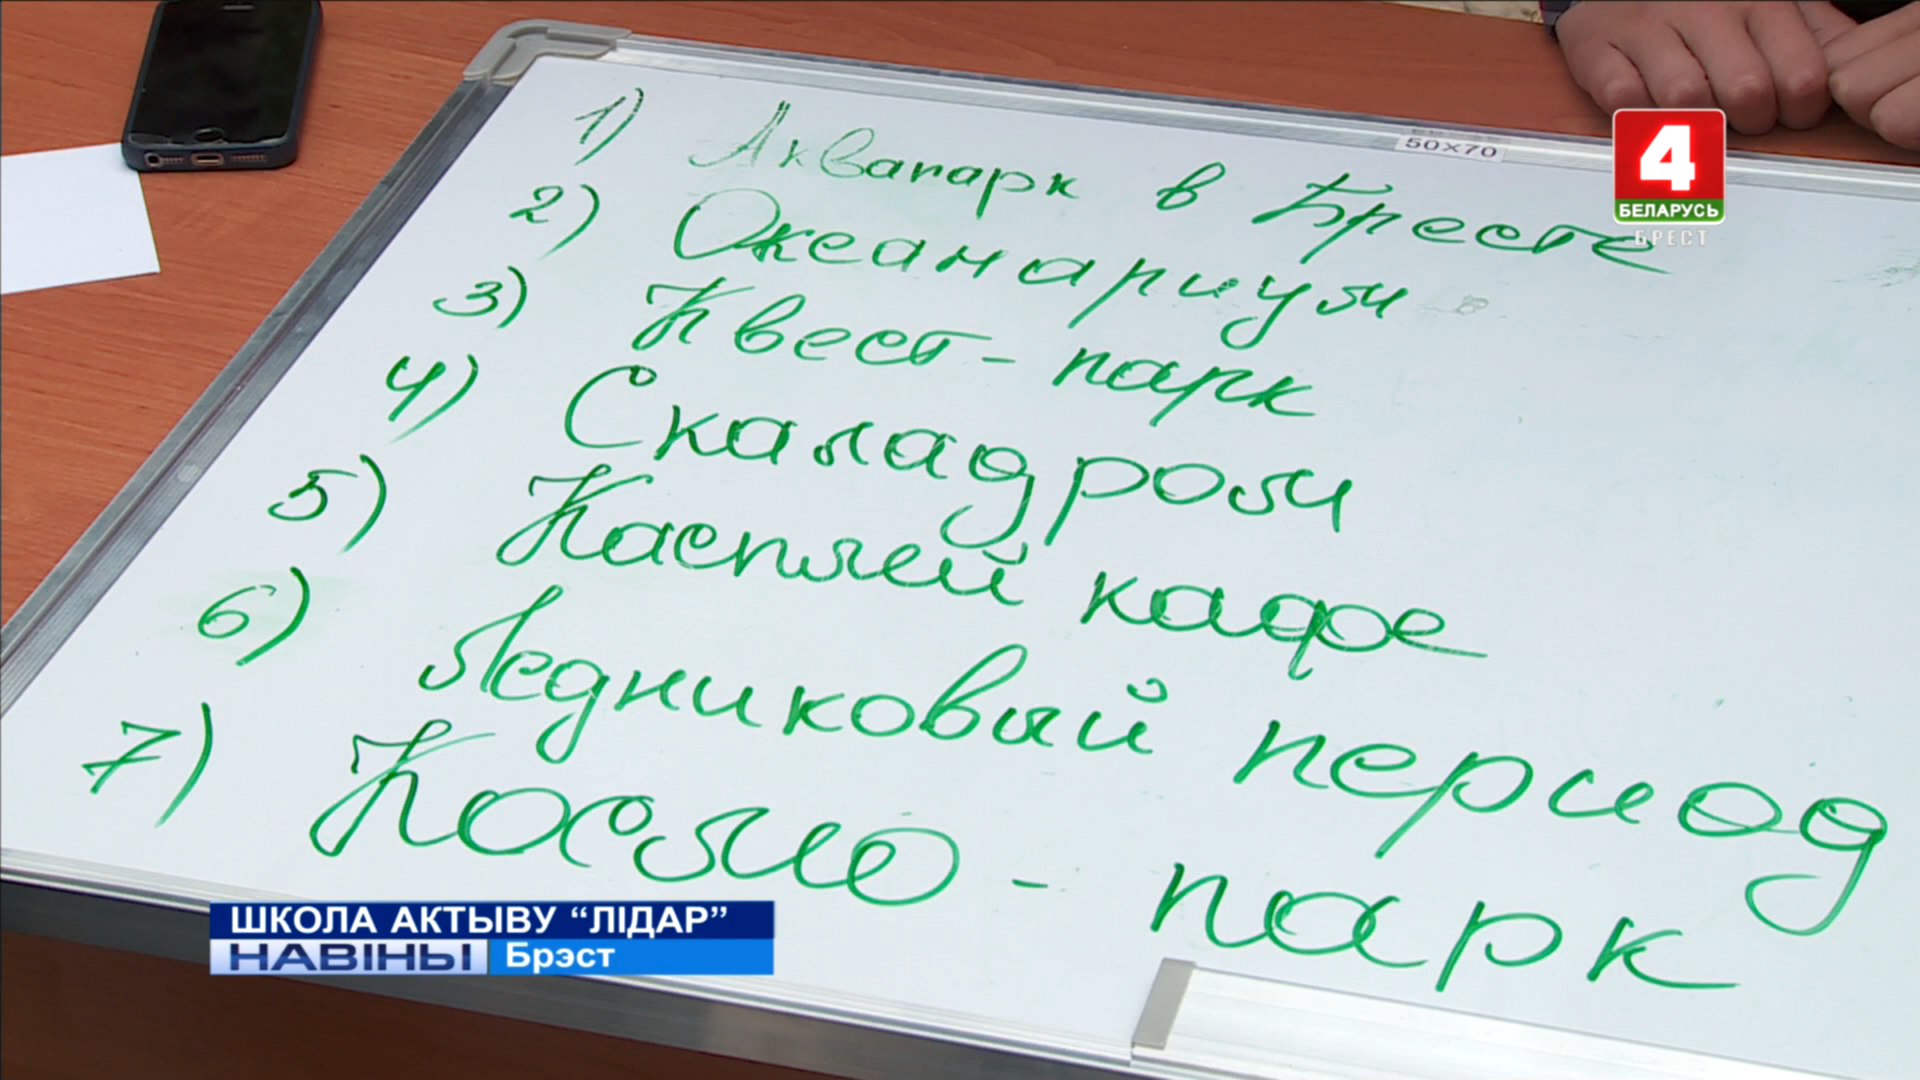 50×70
4
БЕЛАРУСЬ
БРЕСТ
1) Аквапарк в Бресте
2) Океанариум
3) Квест-парк
4) Скаладром
5) Касплей кафе
6) Ледниковый период
7) Космо-парк
ШКОЛА АКТЫВУ “ЛІДАР”
НАВІНЫ Брэст